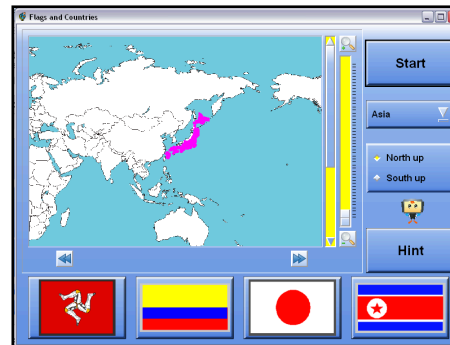 Flags and Countries
Start
Asia
North up
South up
Hint